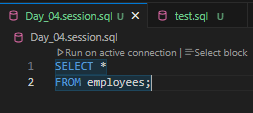 Day_04.session.sql U test.sql U
Day_04.session.sql
Run on active connection | Select block
1 SELECT *
2 FROM employees;